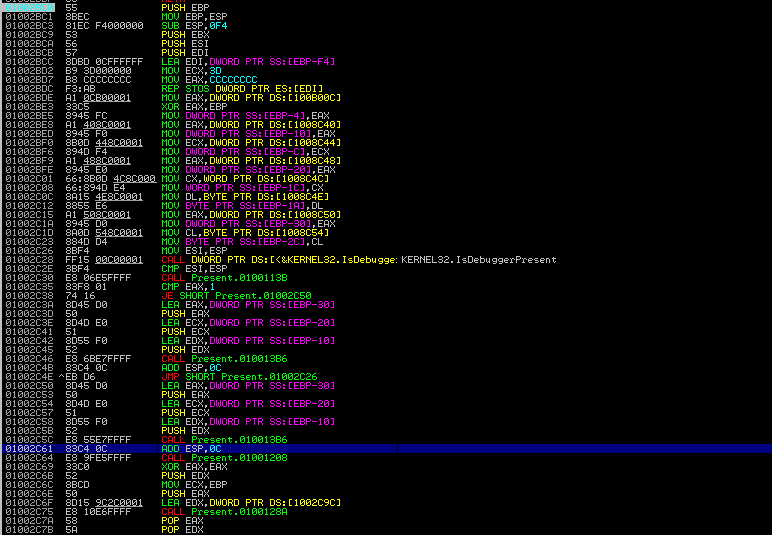 01002BC0 55 PUSH EBP
01002BC1 8BEC MOV EBP,ESP
01002BC3 81EC F4000000 SUB ESP,0F4
01002BC9 53 PUSH EBX
01002BCA 56 PUSH ESI
01002BCB 57 PUSH EDI
01002BCC 8DBD 0CFFFFFF LEA EDI,DWORD PTR SS:[EBP-F4]
01002BD2 B9 3D000000 MOV ECX,3D
01002BD7 B8 CCCCCCCC MOV EAX,CCCCCCCC
01002BDC F3:AB REP STOS DWORD PTR ES:[EDI]
01002BDE A1 0CB00001 MOV EAX,DWORD PTR DS:[100B00C]
01002BE3 33C5 XOR EAX,EBP
01002BE5 8945 FC MOV DWORD PTR SS:[EBP-4],EAX
01002BE8 A1 408C0001 MOV EAX,DWORD PTR DS:[1008C40]
01002BED 8945 F0 MOV DWORD PTR SS:[EBP-10],EAX
01002BF0 8B0D 448C0001 MOV ECX,DWORD PTR DS:[1008C44]
01002BF6 894D F4 MOV DWORD PTR SS:[EBP-C],ECX
01002BF9 A1 488C0001 MOV EAX,DWORD PTR DS:[1008C48]
01002BFE 8945 E0 MOV DWORD PTR SS:[EBP-20],EAX
01002C01 66:8B0D 4C8C000 MOV CX,WORD PTR DS:[1008C4C]
01002C08 66:894D E4 MOV WORD PTR SS:[EBP-1C],CX
01002C0C 8A15 4E8C0001 MOV DL,BYTE PTR DS:[1008C4E]
01002C12 8855 E6 MOV BYTE PTR SS:[EBP-1A],DL
01002C15 A1 508C0001 MOV EAX,DWORD PTR DS:[1008C50]
01002C1A 8945 D0 MOV DWORD PTR SS:[EBP-30],EAX
01002C1D 8A0D 548C0001 MOV CL,BYTE PTR DS:[1008C54]
01002C23 884D D4 MOV BYTE PTR SS:[EBP-2C],CL
01002C26 8BF4 MOV ESI,ESP
01002C28 FF15 00C00001 CALL DWORD PTR DS:[<&KERNEL32.IsDebugge: KERNEL32.IsDebuggerPresent
01002C2E 3BF4 CMP ESI,ESP
01002C30 E8 06E5FFFF CALL Present.0100113B
01002C35 83F8 01 CMP EAX,1
01002C38 74 16 JE SHORT Present.01002C50
01002C3A 8D45 D0 LEA EAX,DWORD PTR SS:[EBP-30]
01002C3D 50 PUSH EAX
01002C3E 8D4D E0 LEA ECX,DWORD PTR SS:[EBP-20]
01002C41 51 PUSH ECX
01002C42 8D55 F0 LEA EDX,DWORD PTR SS:[EBP-10]
01002C45 52 PUSH EDX
01002C46 E8 6BE7FFFF CALL Present.010013B6
01002C4B 83C4 0C ADD ESP,0C
01002C4E ^EB D6 JMP SHORT Present.01002C26
01002C50 8D45 D0 LEA EAX,DWORD PTR SS:[EBP-30]
01002C53 50 PUSH EAX
01002C54 8D4D E0 LEA ECX,DWORD PTR SS:[EBP-20]
01002C57 51 PUSH ECX
01002C58 8D55 F0 LEA EDX,DWORD PTR SS:[EBP-10]
01002C5B 52 PUSH EDX
01002C5C E8 55E7FFFF CALL Present.010013B6
01002C61 83C4 0C ADD ESP,0C
01002C64 E8 9FE5FFFF CALL Present.01001208
01002C69 33C0 XOR EAX,EAX
01002C6B 52 PUSH EDX
01002C6C 8BCD MOV ECX,EBP
01002C6E 50 PUSH EAX
01002C6F 8D15 9C2C0001 LEA EDX,DWORD PTR DS:[1002C9C]
01002C75 E8 10E6FFFF CALL Present.0100128A
01002C7A 58 POP EAX
01002C7B 5A POP EDX